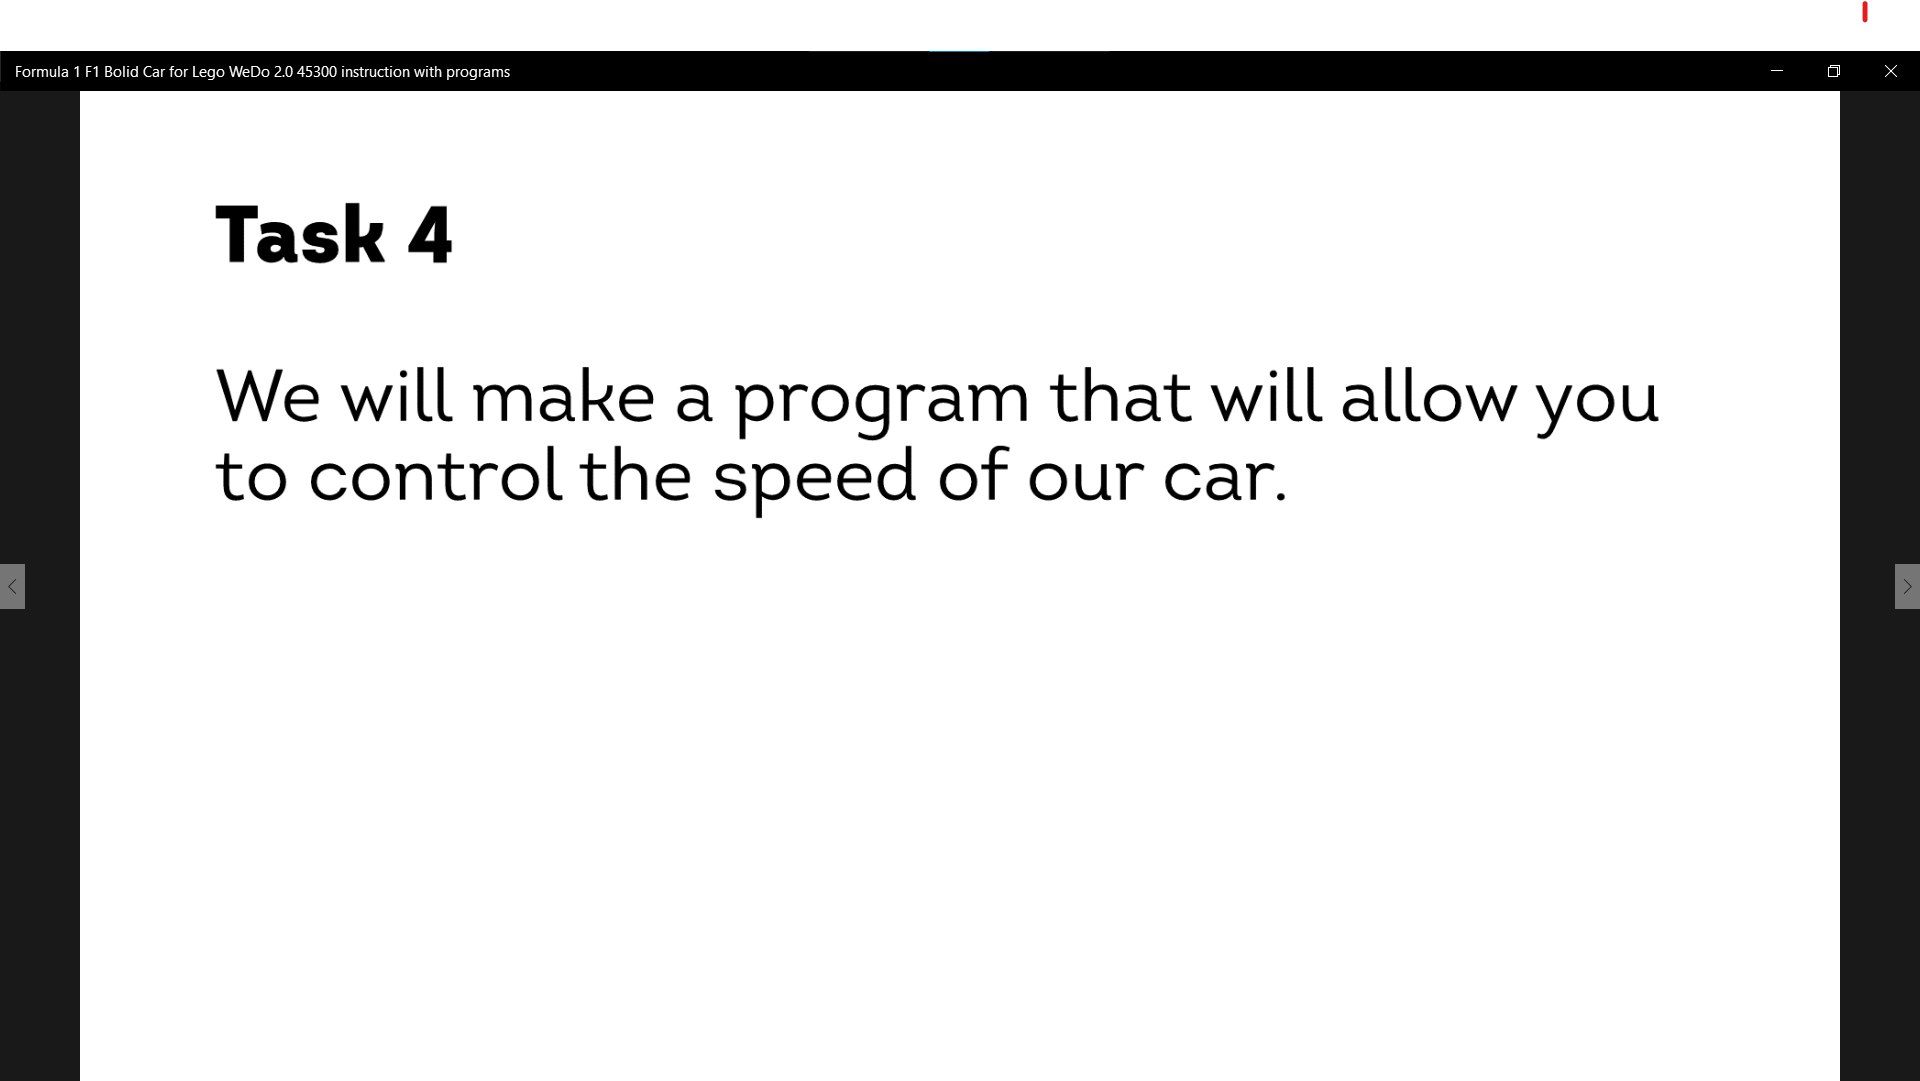 Formula 1 F1 Bolid Car for Lego WeDo 2.0 45300 instruction with programs
Task 4
We will make a program that will allow you
to control the speed of our car.